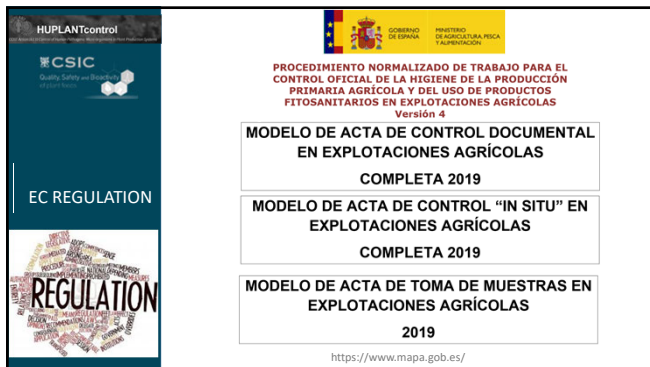 HUPLANTcontrol
CSIC
Quality, Safety and Bioactivity
of plant foods
EC REGULATION
REGULATION
GOBIERNO
DE ESPAÑA
MINISTERIO
DE AGRICULTURA, PESCA
Y ALIMENTACIÓN
PROCEDIMIENTO NORMALIZADO DE TRABAJO PARA EL
CONTROL OFICIAL DE LA HIGIENE DE LA PRODUCCIÓN
PRIMARIA AGRÍCOLA Y DEL USO DE PRODUCTOS
FITOSANITARIOS EN EXPLOTACIONES AGRÍCOLAS
Versión 4
MODELO DE ACTA DE CONTROL DOCUMENTAL
EN EXPLOTACIONES AGRÍCOLAS
COMPLETA 2019
MODELO DE ACTA DE CONTROL “IN SITU” EN
EXPLOTACIONES AGRÍCOLAS
COMPLETA 2019
MODELO DE ACTA DE TOMA DE MUESTRAS EN
EXPLOTACIONES AGRÍCOLAS
2019
https://www.mapa.gob.es/